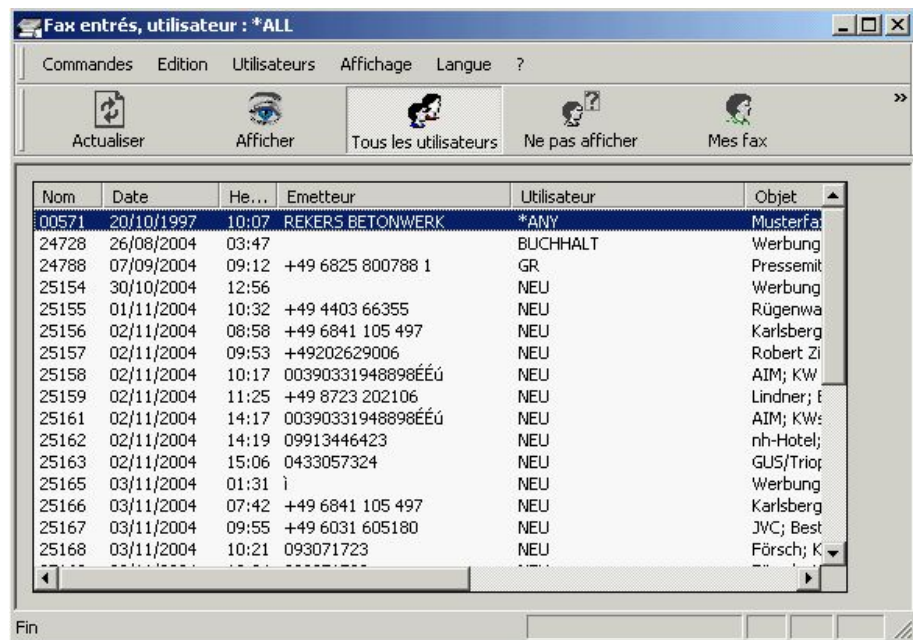 Fax entrés, utilisateur : *ALL
Commandes Edition Utilisateurs Affichage Langue ?
Actualiser Afficher Tous les utilisateurs Ne pas afficher Mes fax »
Nom Date He... Emetteur Utilisateur Objet
00571 20/10/1997 10:07 REKERS BETONWERK *ANY Musterfa
24728 26/08/2004 03:47 BUCHHALT Werbung
24788 07/09/2004 09:12 +49 6825 800788 1 GR Pressemit
25154 30/10/2004 12:56 NEU Werbung
25155 01/11/2004 10:32 +49 4403 66355 NEU Rügenwa
25156 02/11/2004 08:58 +49 6841 105 497 NEU Karlsberg
25157 02/11/2004 09:53 +49202629006 NEU Robert Zi
25158 02/11/2004 10:17 00390331948898ÉÉú NEU AIM; KW
25159 02/11/2004 11:25 +49 8723 202106 NEU Lindner;
25161 02/11/2004 14:17 00390331948898ÉÉú NEU AIM; KWs
25162 02/11/2004 14:19 09913446423 NEU nh-Hotel;
25163 02/11/2004 15:06 0433057324 NEU GUS/Triop
25165 03/11/2004 01:31 ì NEU Werbung
25166 03/11/2004 07:42 +49 6841 105 497 NEU Karlsberg
25167 03/11/2004 09:55 +49 6031 605180 NEU JVC; Best
25168 03/11/2004 10:21 093071723 NEU Försch; K
Fin